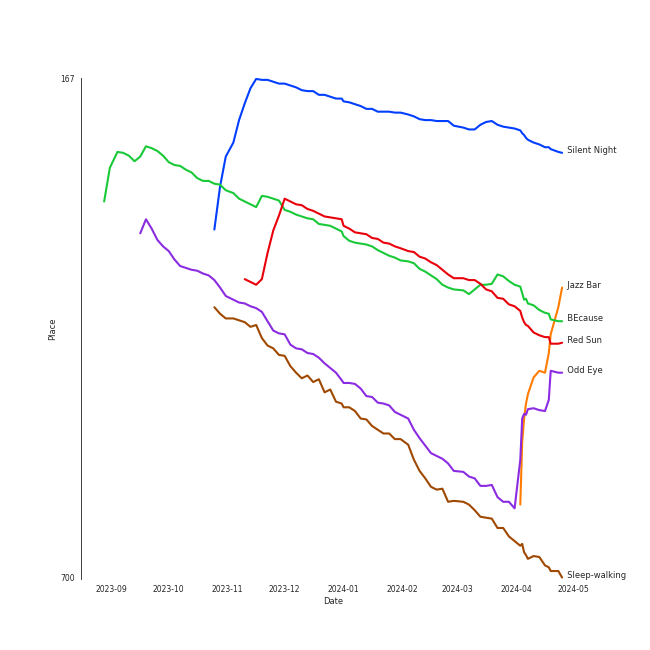 167
Silent Night
Jazz Bar
BEcause
Place
Red Sun
Odd Eye
Sleep-walking
700
2023-09 2023-10 2023-11 2023-12 2024-01 2024-02 2024-03 2024-04 2024-05
Date